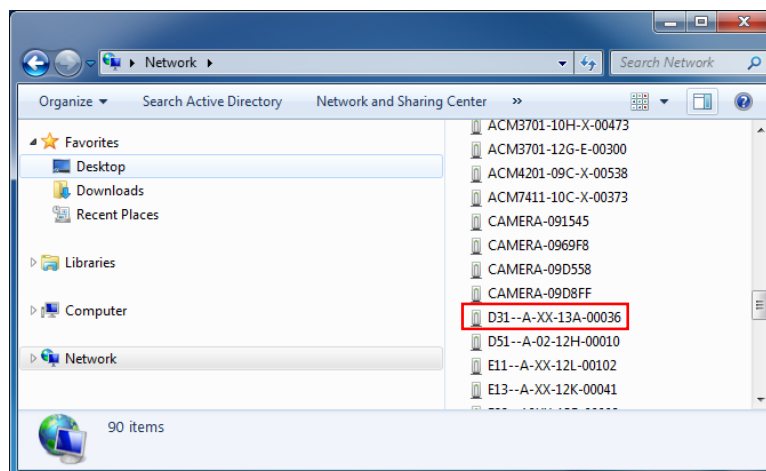 Network
Search Network
Organize Search Active Directory Network and Sharing Center »
Favorites
Desktop
Downloads
Recent Places
Libraries
Computer
Network
ACM3701-10H-X-00473
ACM3701-12G-E-00300
ACM4201-09C-X-00538
ACM7411-10C-X-00373
CAMERA-091545
CAMERA-0969F8
CAMERA-09D558
CAMERA-09D8FF
D31--A-XX-13A-00036
D51--A-02-12H-00010
E11--A-XX-12L-00102
E13--A-XX-12K-00041
90 items